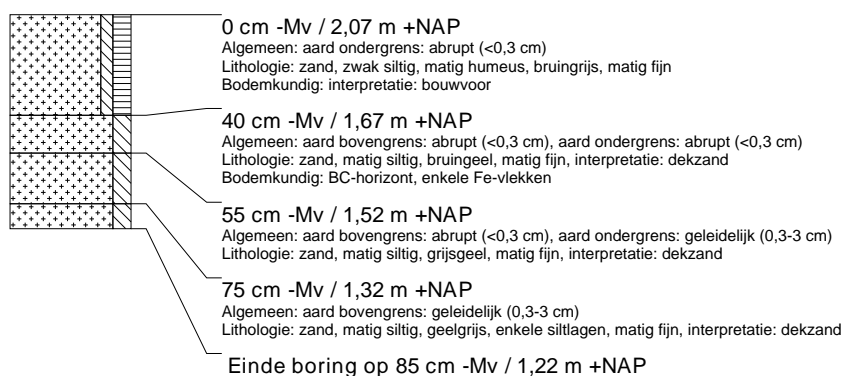 0 cm -Mv / 2,07 m +NAP
Algemeen: aard ondergrens: abrupt (<0,3 cm)
Lithologie: zand, zwak siltig, matig humeus, bruingrijs, matig fijn
Bodemkundig: interpretatie: bouwvoor
40 cm -Mv / 1,67 m +NAP
Algemeen: aard bovengrens: abrupt (<0,3 cm), aard ondergrens: abrupt (<0,3 cm)
Lithologie: zand, matig siltig, bruingeel, matig fijn, interpretatie: dekzand
Bodemkundig: BC-horizont, enkele Fe-vlekken
55 cm -Mv / 1,52 m +NAP
Algemeen: aard bovengrens: abrupt (<0,3 cm), aard ondergrens: geleidelijk (0,3-3 cm)
Lithologie: zand, matig siltig, grijsgeel, matig fijn, interpretatie: dekzand
75 cm -Mv / 1,32 m +NAP
Algemeen: aard bovengrens: geleidelijk (0,3-3 cm)
Lithologie: zand, matig siltig, geelgrijs, enkele siltlagen, matig fijn, interpretatie: dekzand
Einde boring op 85 cm -Mv / 1,22 m +NAP